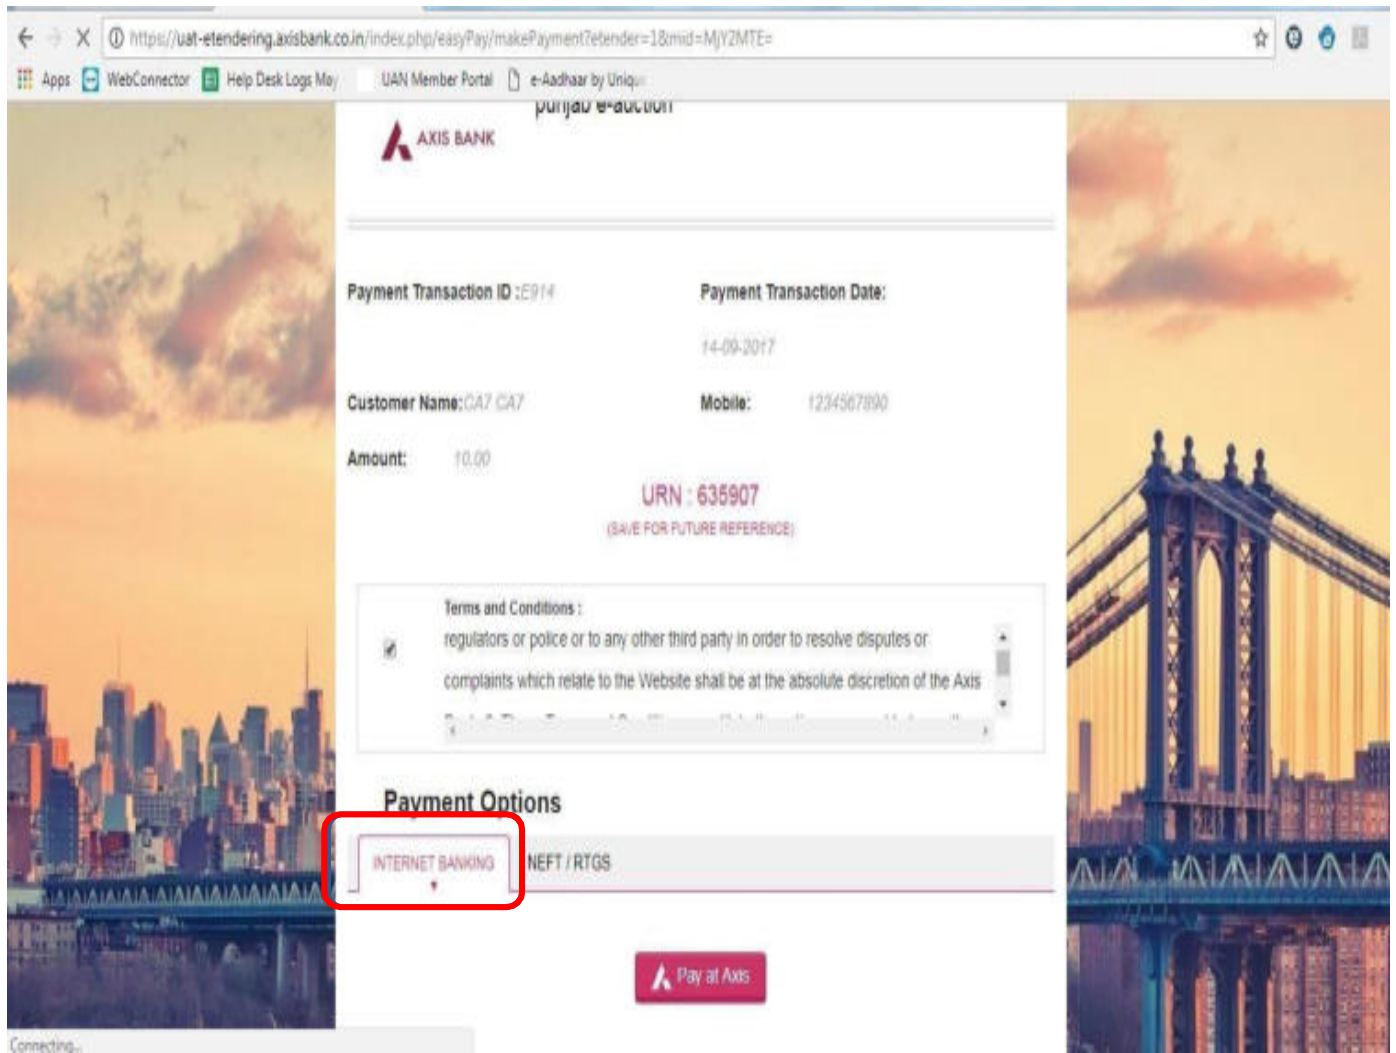 https://uat-etendering.axisbank.co.in/index.php/easyPay/makePayment?etender=1&mid=MjY2MTE=
Apps WebConnector Help Desk Logs May UAN Member Portal e-Aadhaar by Uniqu
punjab e-auction
AXIS BANK
Payment Transaction ID :E914 Payment Transaction Date:
14-09-2017
Customer Name:CA7 CA7 Mobile: 1234567890
Amount: 10.00
URN : 635907
(SAVE FOR FUTURE REFERENCE)
Terms and Conditions :
regulators or police or to any other third party in order to resolve disputes or
complaints which relate to the Website shall be at the absolute discretion of the Axis
Payment Options
INTERNET BANKING NEFT / RTGS
Pay at Axis
Connecting...